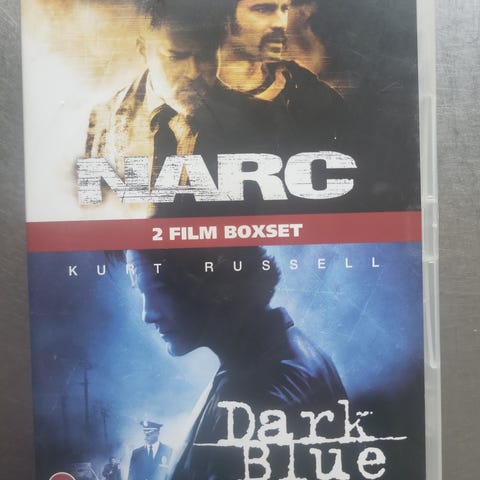 NARC
2 FILM BOXSET
KURT RUSSELL
Dark
Blue